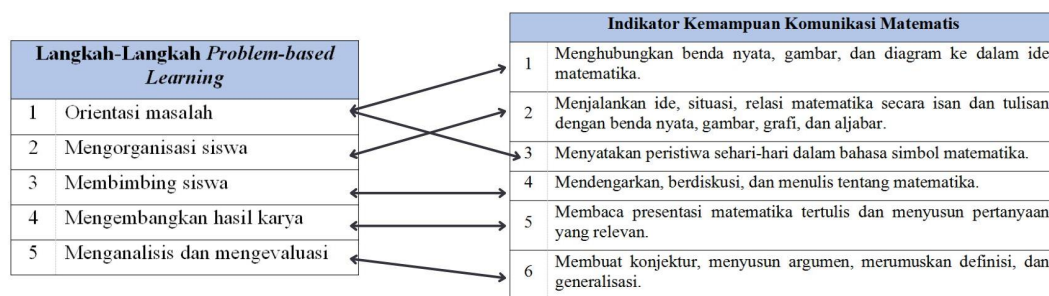 Langkah-Langkah Problem-based
Learning
1 Orientasi masalah
2 Mengorganisasi siswa
3 Membimbing siswa
4 Mengembangkan hasil karya
5 Menganalisis dan mengevaluasi
Indikator Kemampuan Komunikasi Matematis
1 Menghubungkan benda nyata, gambar, dan diagram ke dalam ide
matematika.
2 Menjalankan ide, situasi, relasi matematika secara isan dan tulisan
dengan benda nyata, gambar, grafi, dan aljabar.
3 Menyatakan peristiwa sehari-hari dalam bahasa simbol matematika.
4 Mendengarkan, berdiskusi, dan menulis tentang matematika.
5 Membaca presentasi matematika tertulis dan menyusun pertanyaan
yang relevan.
6 Membuat konjektur, menyusun argumen, merumuskan definisi, dan
generalisasi.